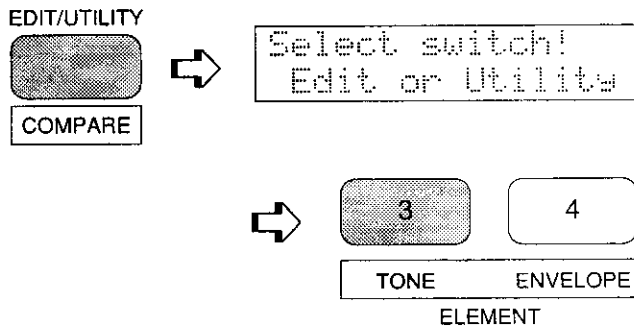 EDIT/UTILITY
Select switch!
Edit or Utility
COMPARE
3 4
TONE ENVELOPE
ELEMENT